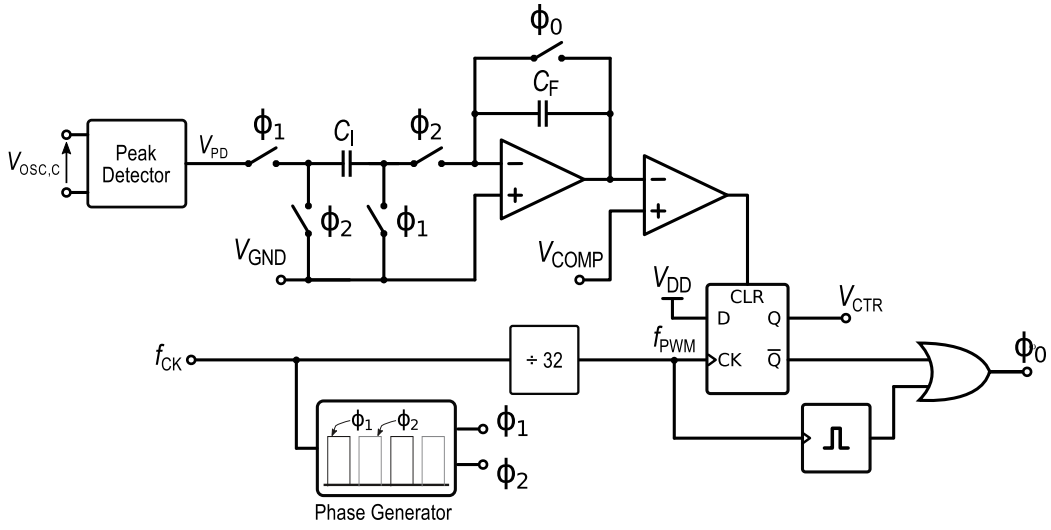 ϕ0
CF
ϕ1
CI
ϕ2
VOSC,C
Peak
Detector
VPD
−
+
ϕ2
ϕ1
VGND
−
+
VCOMP
VDD
CLR
D
Q
VCTR
fCK
÷ 32
fPWM
CK
Q̅
ϕ0
ϕ1
ϕ2
ϕ1
ϕ2
Phase Generator